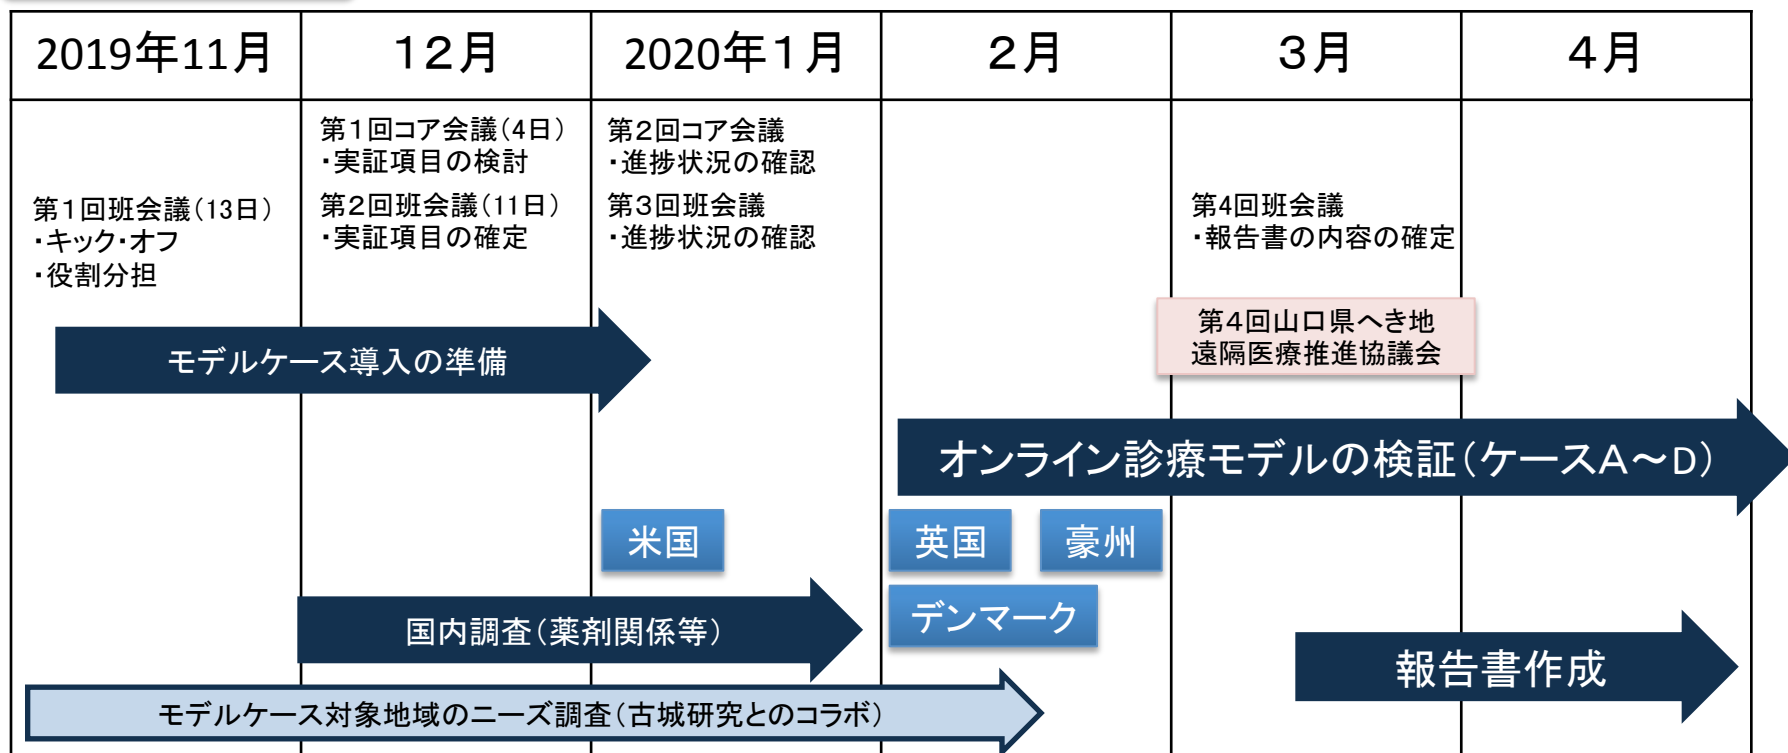 2019年11月
１２月
2020年１月
２月
３月
４月
第１回班会議（13日）
・キック・オフ
・役割分担
第１回コア会議（4日）
・実証項目の検討
第２回班会議（11日）
・実証項目の確定
第２回コア会議
・進捗状況の確認
第３回班会議
・進捗状況の確認
第4回班会議
・報告書の内容の確定
第４回山口県へき地
遠隔医療推進協議会
モデルケース導入の準備
オンライン診療モデルの検証（ケースA～D）
米国
英国
豪州
デンマーク
国内調査（薬剤関係等）
報告書作成
モデルケース対象地域のニーズ調査（古城研究とのコラボ）